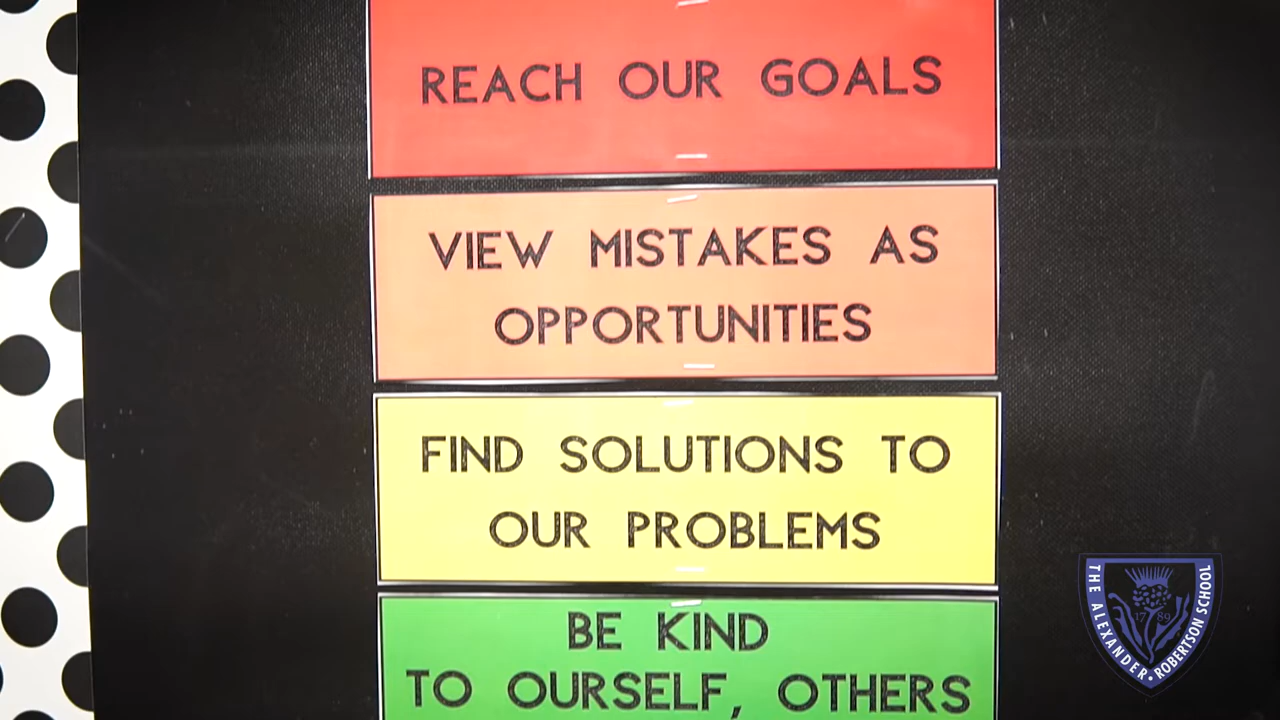 REACH OUR GOALS
VIEW MISTAKES AS
OPPORTUNITIES
FIND SOLUTIONS TO
OUR PROBLEMS
BE KIND
TO OURSELF, OTHERS
THE ALEXANDER • ROBERTSON SCHOOL
1789